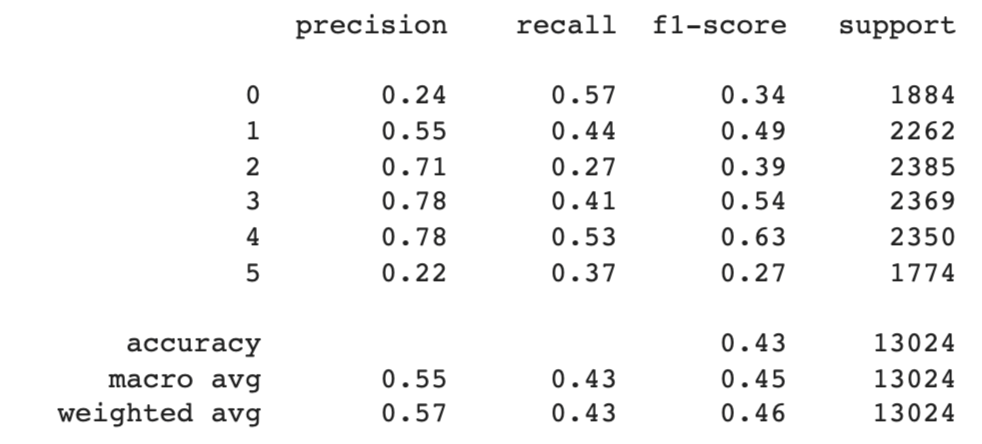 precision recall f1-score support
0 0.24 0.57 0.34 1884
1 0.55 0.44 0.49 2262
2 0.71 0.27 0.39 2385
3 0.78 0.41 0.54 2369
4 0.78 0.53 0.63 2350
5 0.22 0.37 0.27 1774
accuracy 0.43 13024
macro avg 0.55 0.43 0.45 13024
weighted avg 0.57 0.43 0.46 13024